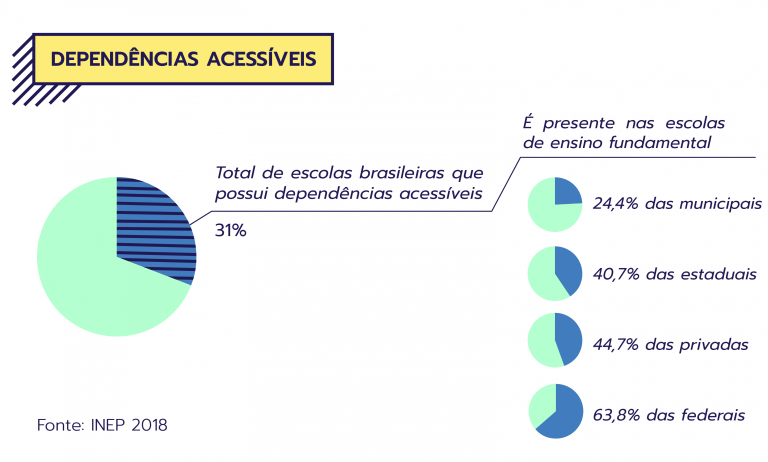 DEPENDÊNCIAS ACESSÍVEIS
É presente nas escolas
de ensino fundamental
Total de escolas brasileiras que
possui dependências acessíveis
31%
24,4% das municipais
40,7% das estaduais
44,7% das privadas
63,8% das federais
Fonte: INEP 2018